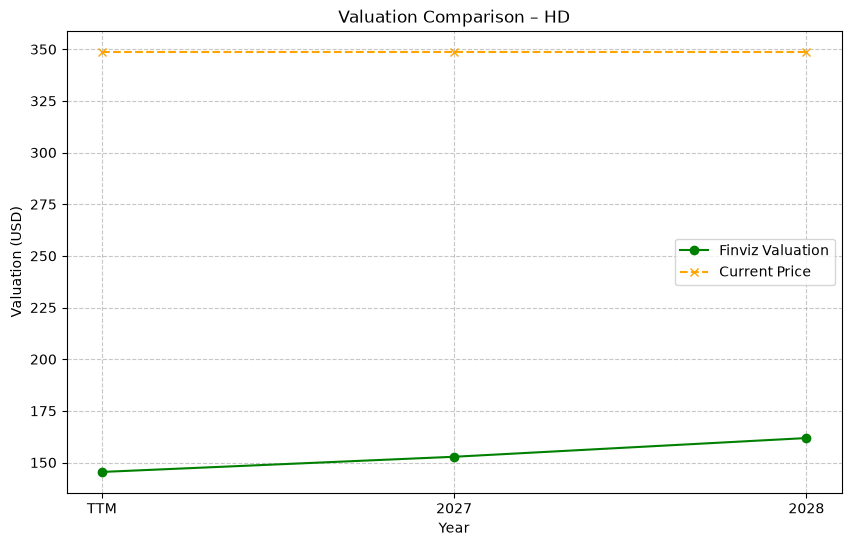 Valuation Comparison – HD
350
325
300
275
250
225
200
175
150
Valuation (USD)
Finviz Valuation
Current Price
TTM
2027
2028
Year